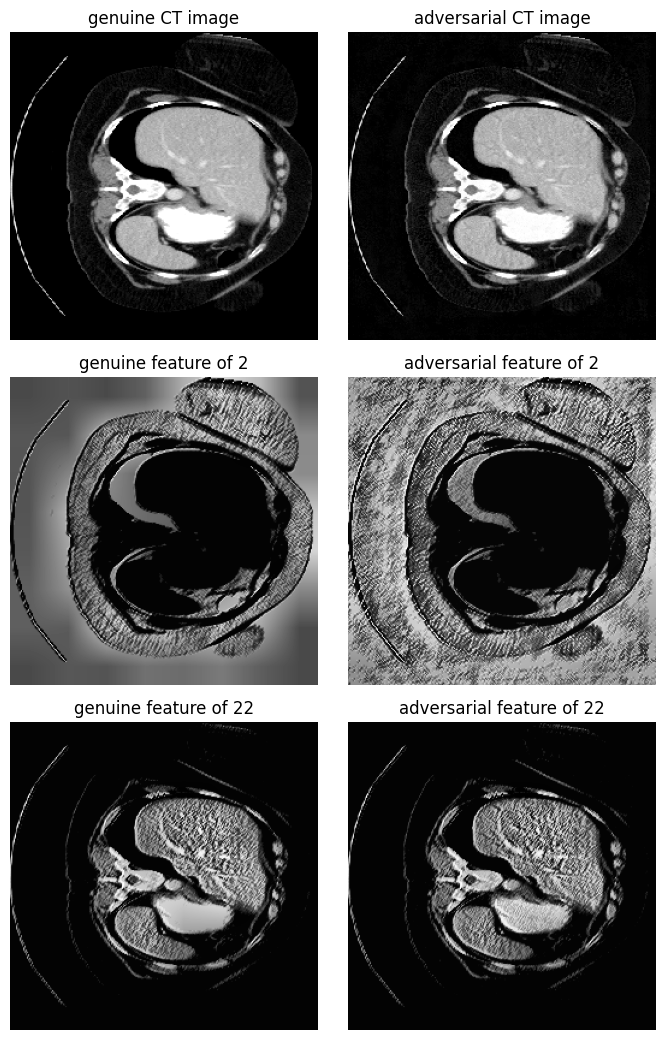 genuine CT image
adversarial CT image
genuine feature of 2
adversarial feature of 2
genuine feature of 22
adversarial feature of 22